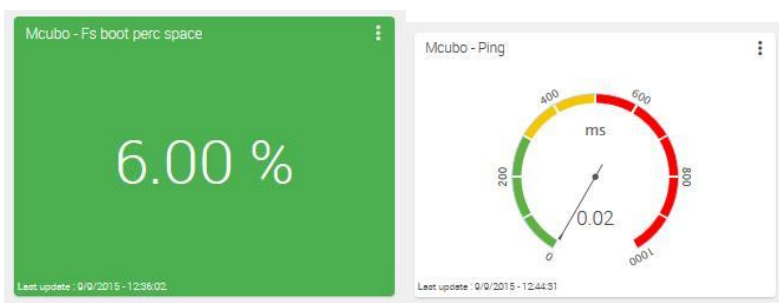 Mcubo - Fs boot perc space
6.00 %
Last update : 9/9/2015 - 12:36:02
Mcubo - Ping
400
600
ms
200
800
0.02
0
1000
Last update : 9/9/2015 - 12:44:31